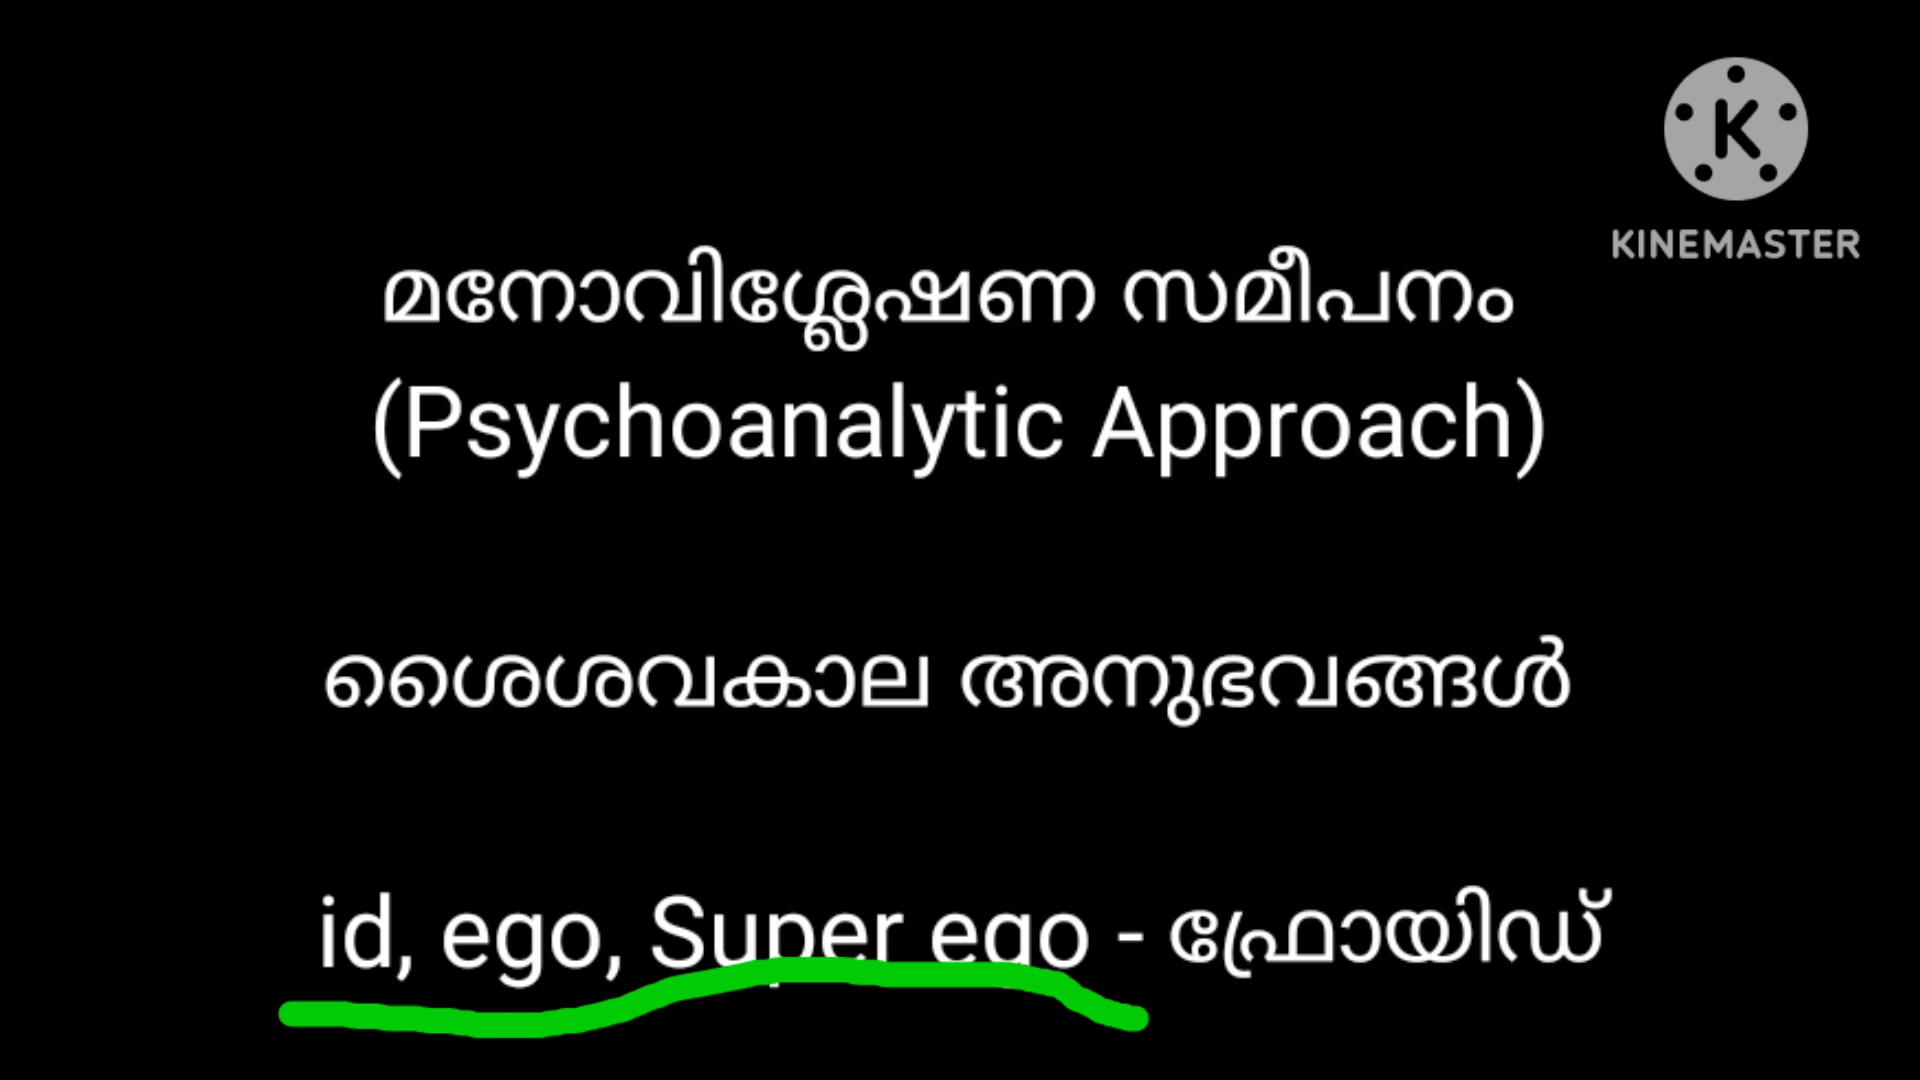 K
KINEMASTER
മനോവിശ്ലേഷണ സമീപനം
(Psychoanalytic Approach)
ശൈശവകാല അനുഭവങ്ങൾ
id, ego, Super ego - ഫ്രോയിഡ്